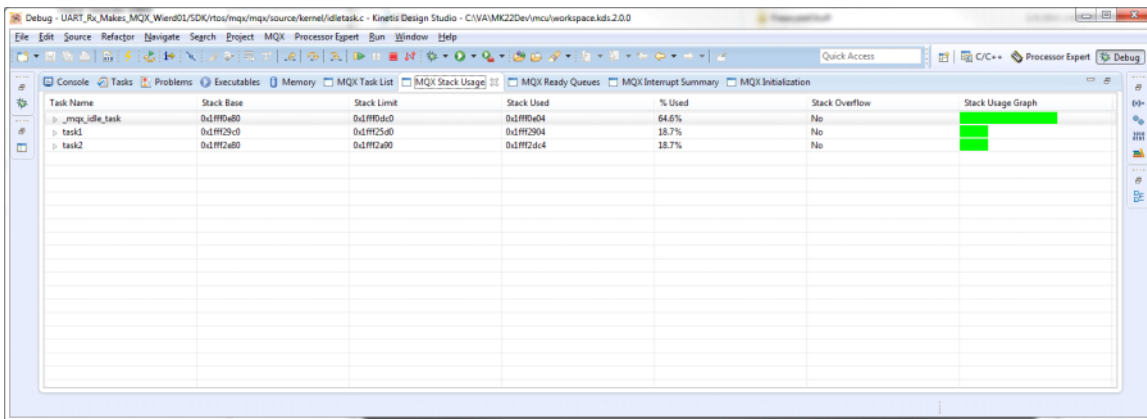 Debug - UART_Rx_Makes_MQX_Wierd01/SDK/rtos/mqx/mqx/source/kernel/idletask.c - Kinetis Design Studio - C:\VA\MK22Dev\mcu\workspace.kds.2.0.0
File Edit Source Refactor Navigate Search Project MQX Processor Expert Run Window Help
Quick Access C/C++ Processor Expert Debug
Console Tasks Problems Executables Memory MQX Task List MQX Stack Usage MQX Ready Queues MQX Interrupt Summary MQX Initialization
Task Name Stack Base Stack Limit Stack Used % Used Stack Overflow Stack Usage Graph
_mqx_idle_task 0x1fff0e80 0x1fff0dc0 0x1fff0e04 64.6% No
task1 0x1fff29c0 0x1fff25d0 0x1fff2904 18.7% No
task2 0x1fff2e80 0x1fff2a90 0x1fff2dc4 18.7% No